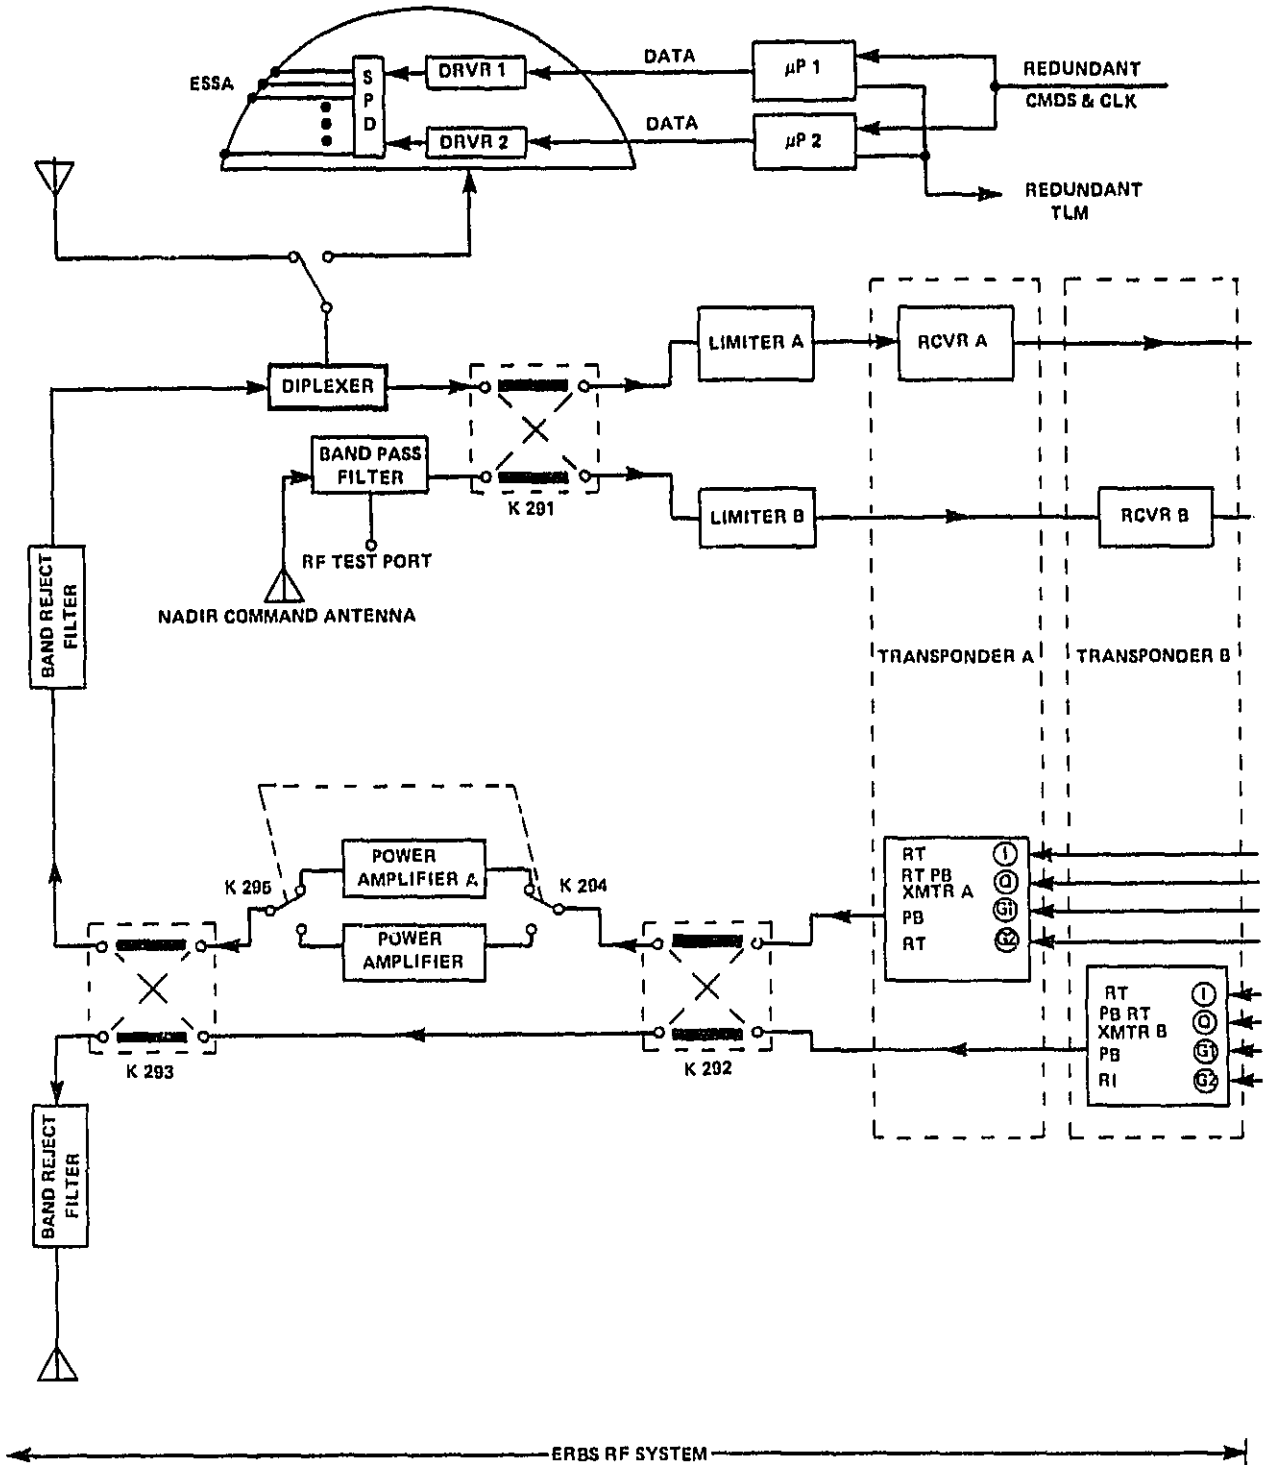 ESSA
S
P
D
DRVR 1
DRVR 2
DATA
DATA
μP 1
μP 2
REDUNDANT
CMDS & CLK
REDUNDANT
TLM
LIMITER A
RCVR A
DIPLEXER
BAND PASS
FILTER
K 291
LIMITER B
RCVR B
RF TEST PORT
NADIR COMMAND ANTENNA
BAND REJECT
FILTER
TRANSPONDER A
TRANSPONDER B
POWER
AMPLIFIER A
K 295
K 294
POWER
AMPLIFIER
RT I
RT PB Q
XMTR A
PB G1
RT G2
RT I
PB RT Q
XMTR B
PB G1
RI G2
K 293
K 292
BAND REJECT
FILTER
ERBS RF SYSTEM